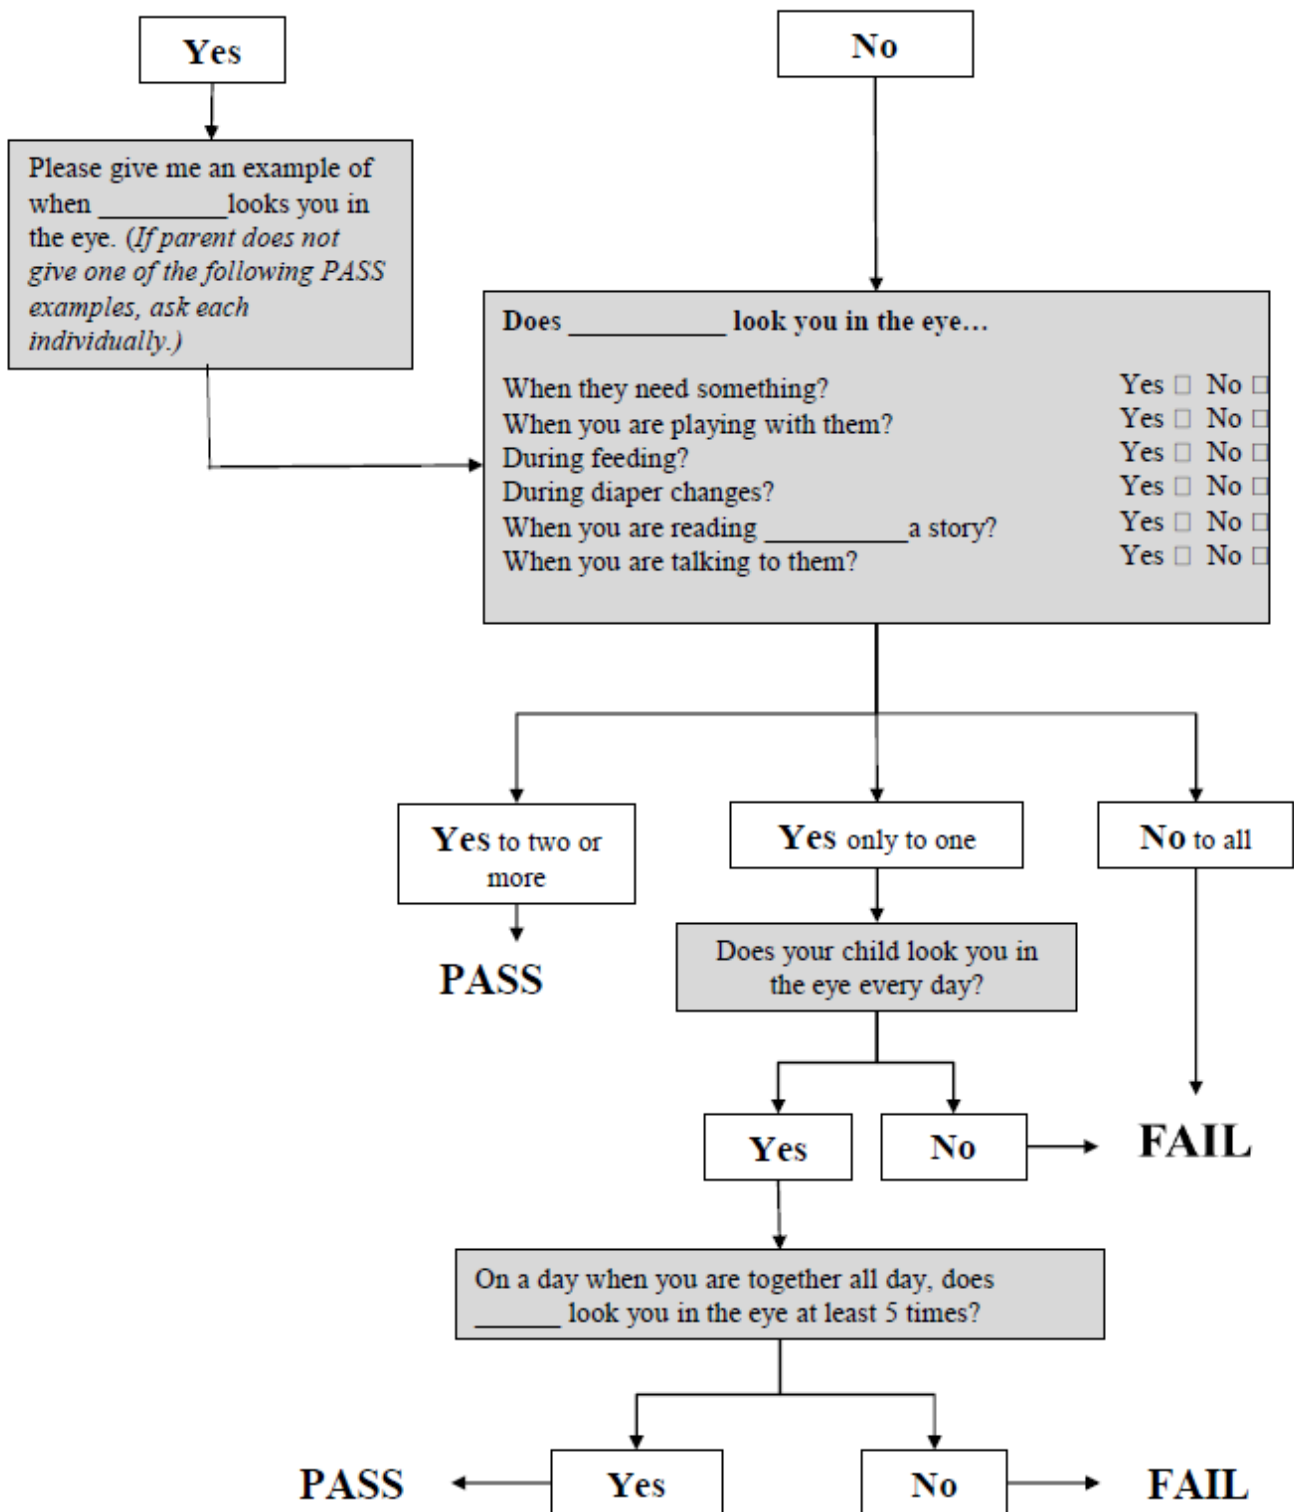 Yes
No
Please give me an example of
when _________looks you in
the eye. (If parent does not
give one of the following PASS
examples, ask each
individually.)
Does ___________ look you in the eye…
When they need something? Yes □ No □
When you are playing with them? Yes □ No □
During feeding? Yes □ No □
During diaper changes? Yes □ No □
When you are reading __________a story? Yes □ No □
When you are talking to them? Yes □ No □
Yes to two or
more
Yes only to one
No to all
PASS
Does your child look you in
the eye every day?
Yes
No
FAIL
On a day when you are together all day, does
______ look you in the eye at least 5 times?
PASS
Yes
No
FAIL